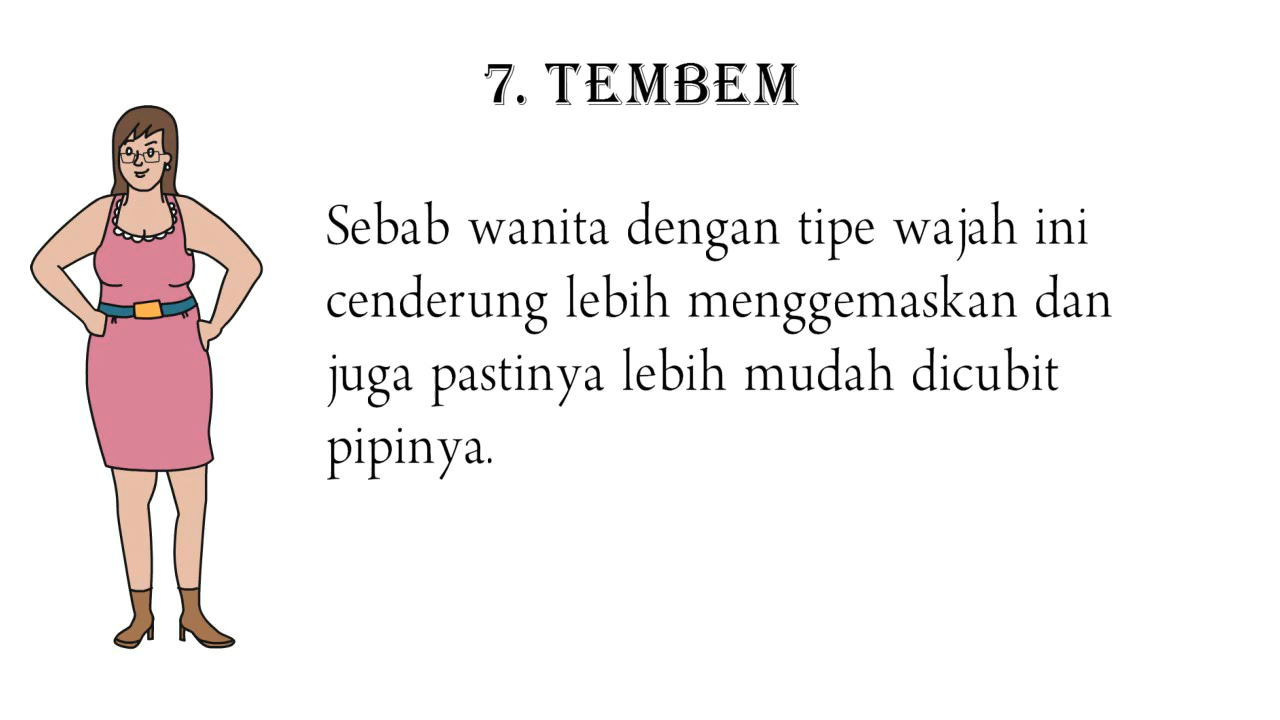 7. TEMBEM
Sebab wanita dengan tipe wajah ini
cenderung lebih menggemaskan dan
juga pastinya lebih mudah dicubit
pipinya.